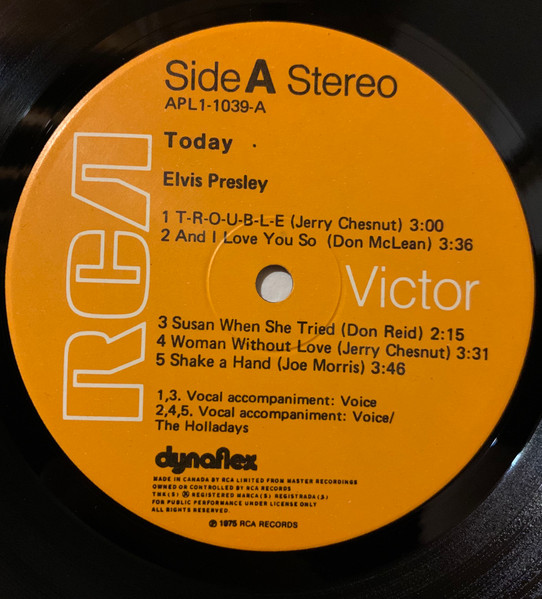 Side A Stereo
APL1-1039-A
Today
Elvis Presley
1 T-R-O-U-B-L-E (Jerry Chesnut) 3:00
2 And I Love You So (Don McLean) 3:36
RCA
Victor
3 Susan When She Tried (Don Reid) 2:15
4 Woman Without Love (Jerry Chesnut) 3:31
5 Shake a Hand (Joe Morris) 3:46
1,3. Vocal accompaniment: Voice
2,4,5. Vocal accompaniment: Voice/
The Holladays
dynaflex
MADE IN CANADA BY RCA LIMITED FROM MASTER RECORDINGS
OWNED OR CONTROLLED BY RCA RECORDS
TMK(S) ® REGISTERED MARCA(S) REGISTRADA(S)
FOR PUBLIC PERFORMANCE UNDER LICENSE ONLY
ALL RIGHTS RESERVED.
℗ 1975 RCA RECORDS